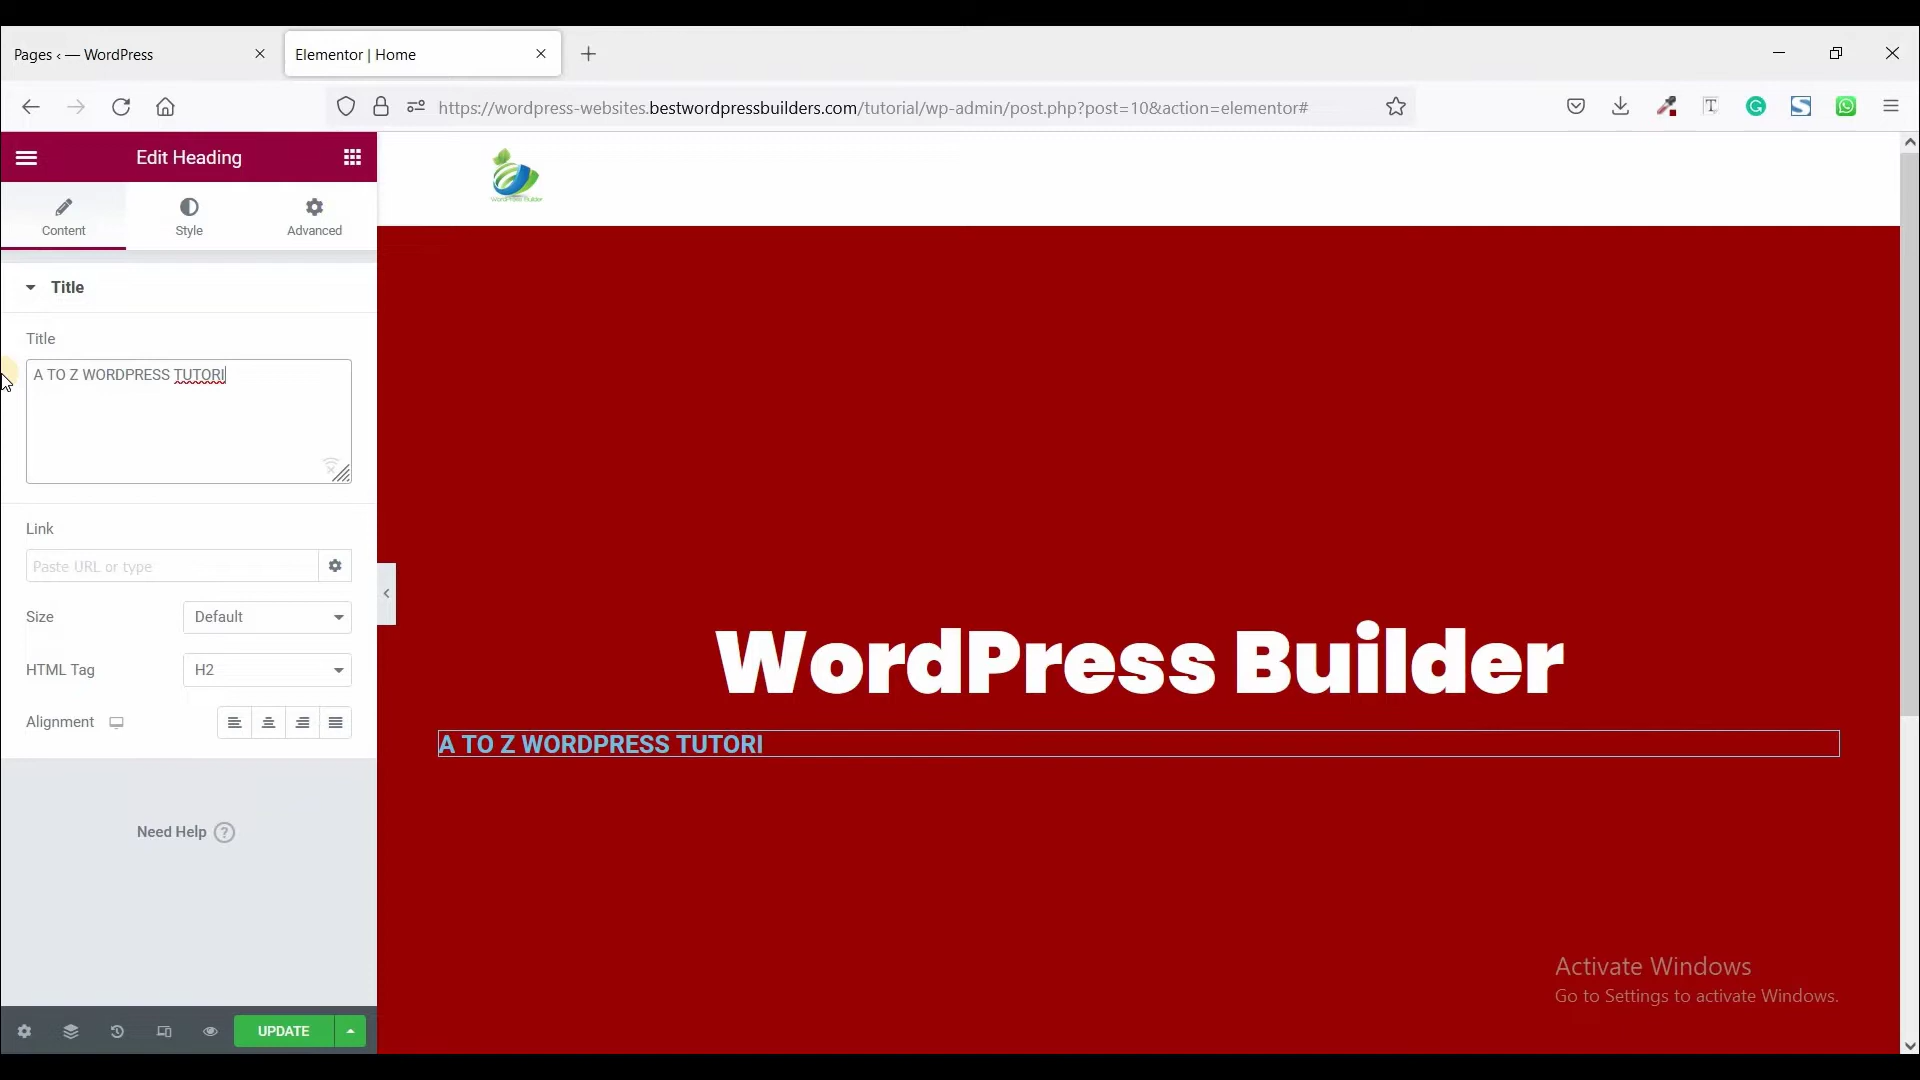 Pages ‹ — WordPress
Elementor | Home
https://wordpress-websites.bestwordpressbuilders.com/tutorial/wp-admin/post.php?post=10&action=elementor#
Edit Heading
WordPress Builder
Content
Style
Advanced
Title
Title
A TO Z WORDPRESS TUTORI
Link
Paste URL or type
Size
Default
HTML Tag
H2
Alignment
Need Help ?
UPDATE
WordPress Builder
A TO Z WORDPRESS TUTORI
Activate Windows
Go to Settings to activate Windows.